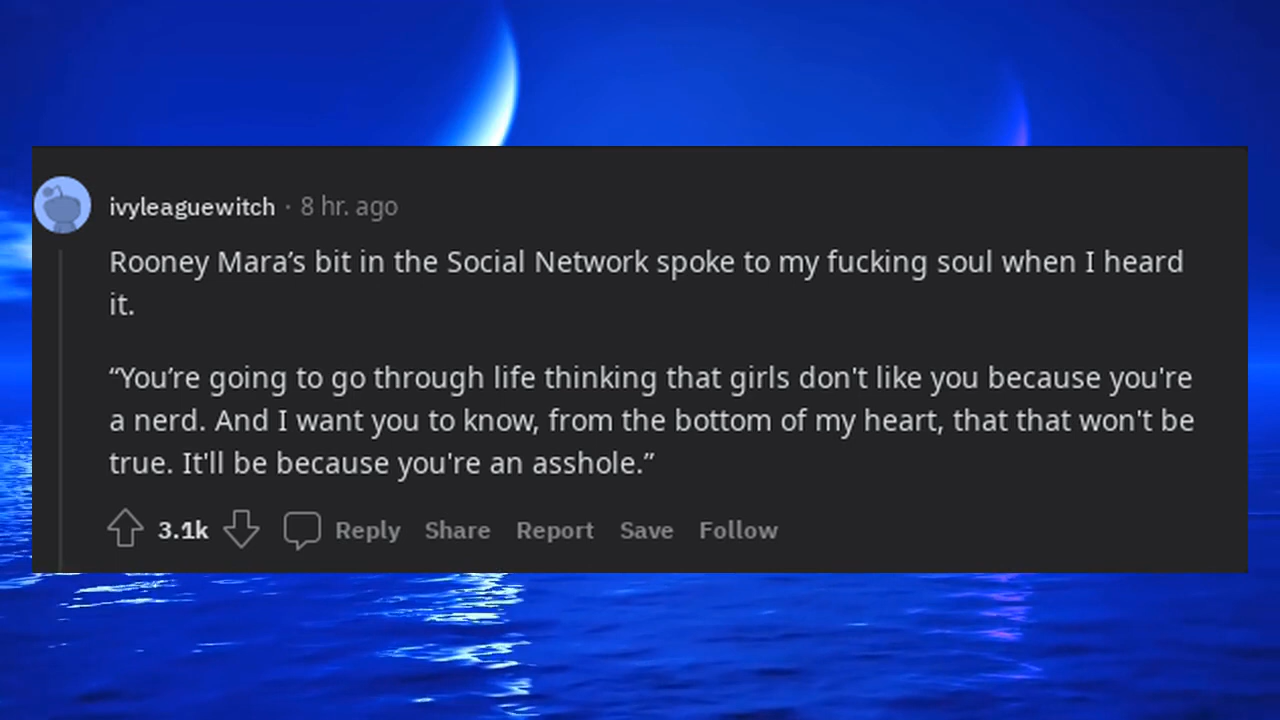 ivyleaguewitch · 8 hr. ago
Rooney Mara’s bit in the Social Network spoke to my fucking soul when I heard
it.
“You’re going to go through life thinking that girls don't like you because you're
a nerd. And I want you to know, from the bottom of my heart, that that won't be
true. It'll be because you're an asshole.”
3.1k Reply Share Report Save Follow